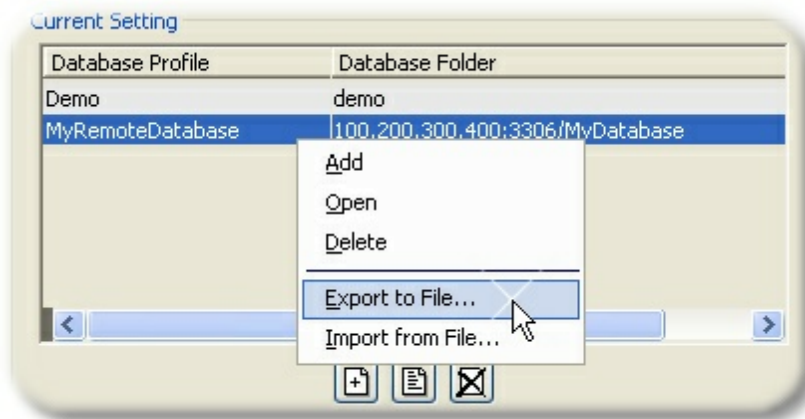 Current Setting
Database Profile Database Folder
Demo demo
MyRemoteDatabase 100.200.300.400:3306/MyDatabase
Add
Open
Delete
Export to File...
Import from File...